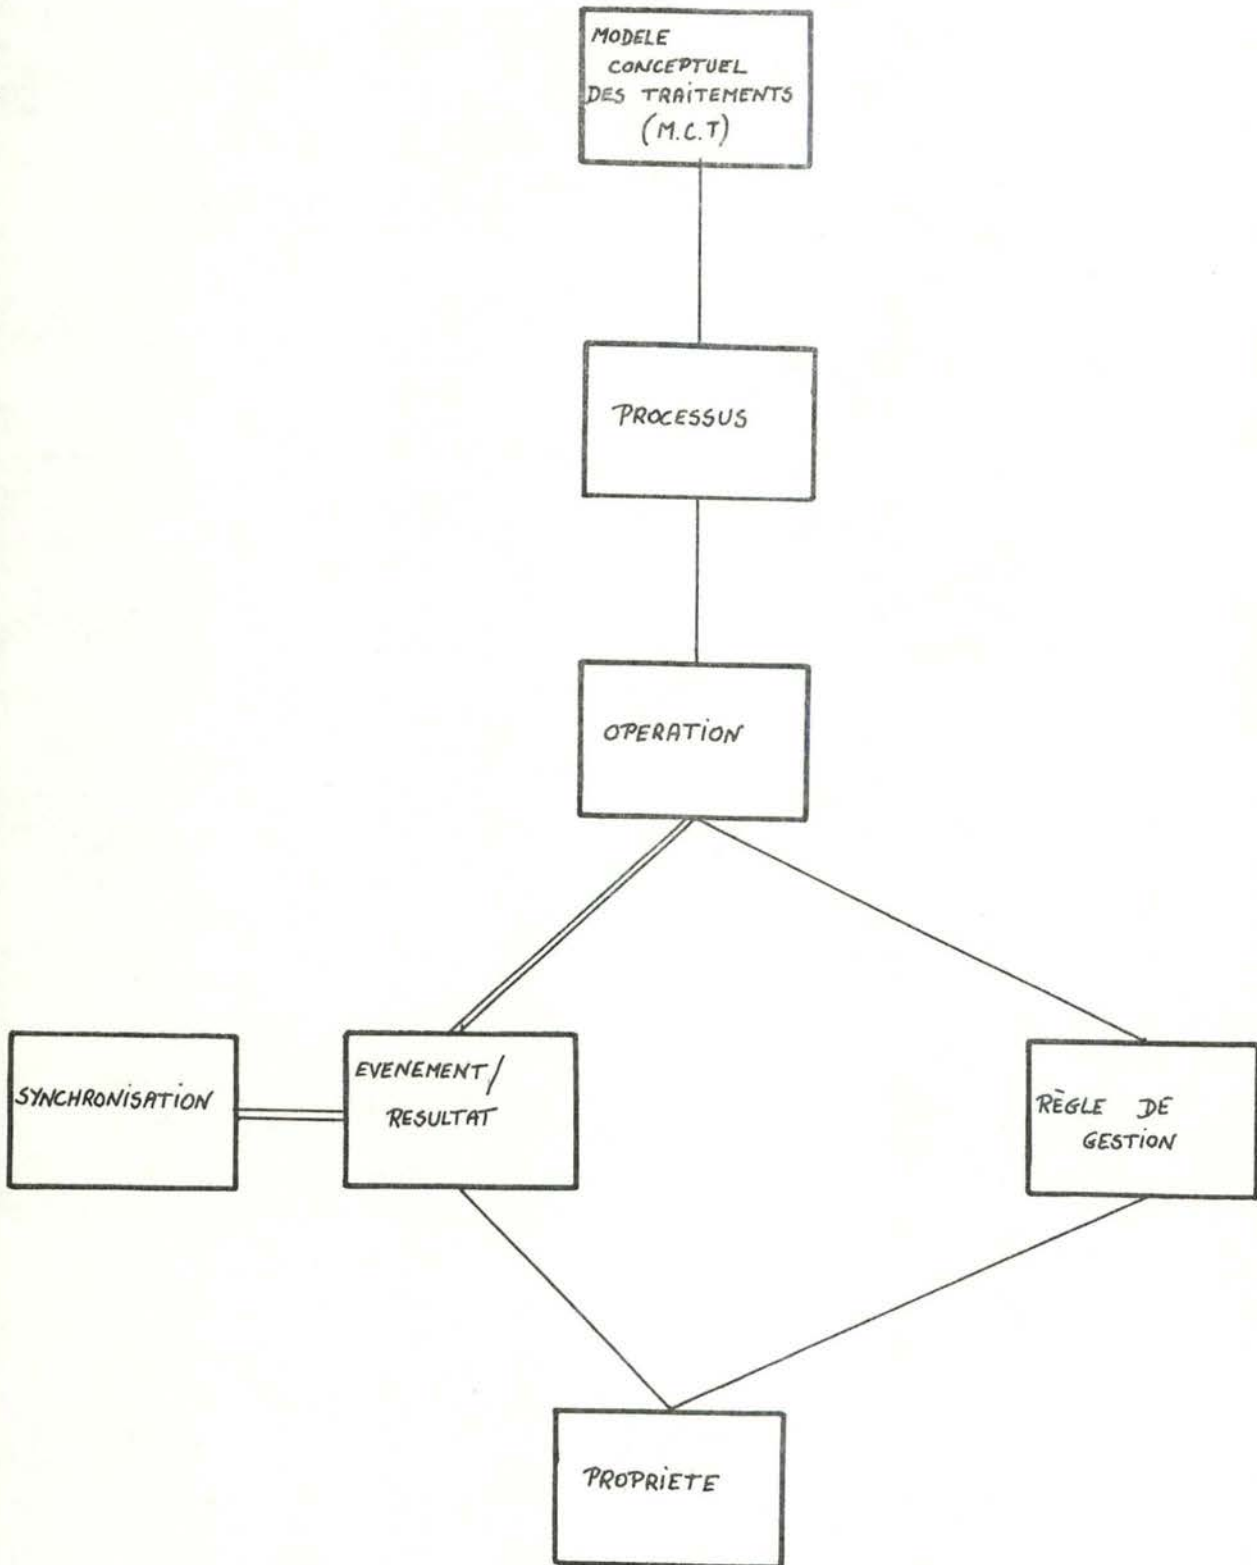 MODELE
CONCEPTUEL
DES TRAITEMENTS
(M.C.T)
PROCESSUS
OPERATION
SYNCHRONISATION
EVENEMENT/
RESULTAT
RÈGLE DE
GESTION
PROPRIETE